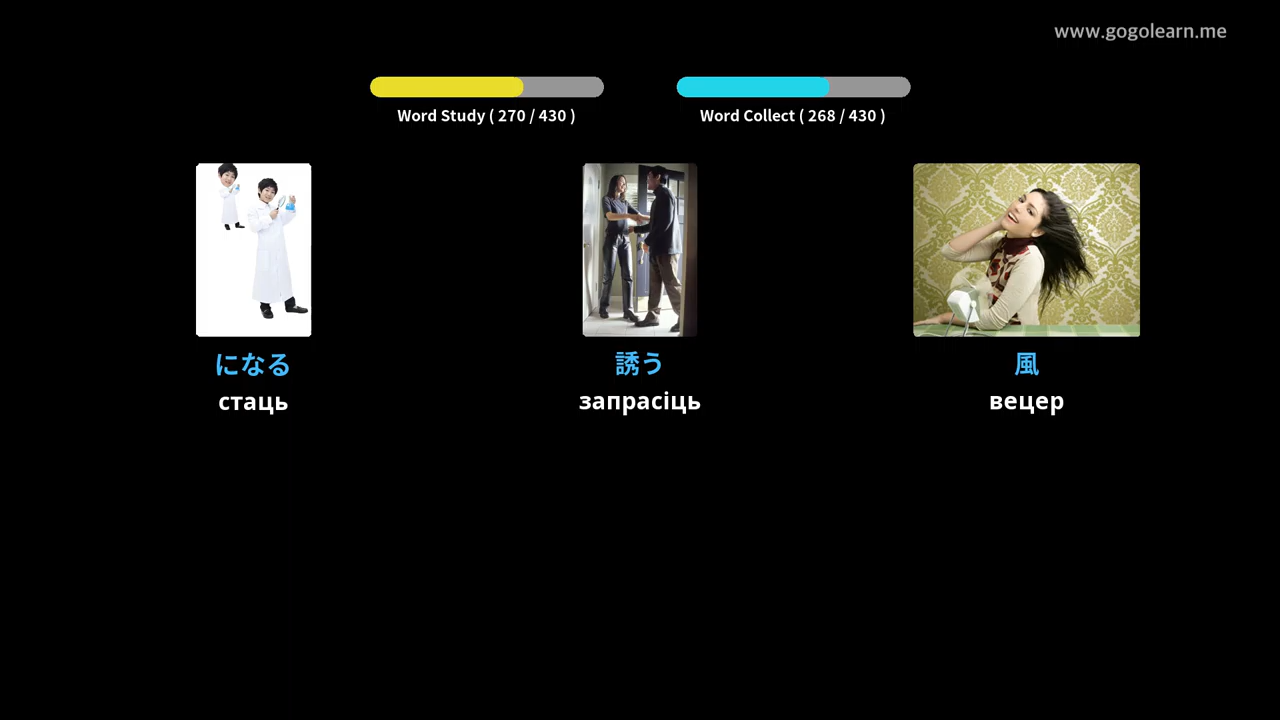 www.gogolearn.me
Word Study ( 270 / 430 )
Word Collect ( 268 / 430 )
になる
стаць
誘う
запрасіць
風
вецер